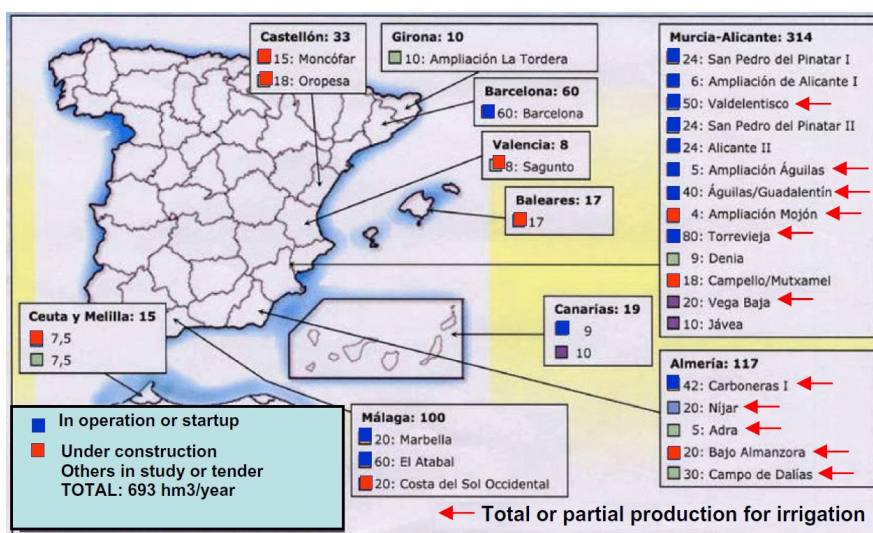 Castellón: 33
15: Moncófar
18: Oropesa
Girona: 10
10: Ampliación La Tordera
Barcelona: 60
60: Barcelona
Valencia: 8
8: Sagunto
Baleares: 17
17
Murcia-Alicante: 314
24: San Pedro del Pinatar I
6: Ampliación de Alicante I
50: Valdelentisco
24: San Pedro del Pinatar II
24: Alicante II
5: Ampliación Águilas
40: Águilas/Guadalentín
4: Ampliación Mojón
80: Torrevieja
9: Denia
18: Campello/Mutxamel
20: Vega Baja
10: Jávea
Ceuta y Melilla: 15
7,5
7,5
Canarias: 19
9
10
Almería: 117
42: Carboneras I
20: Níjar
5: Adra
20: Bajo Almanzora
30: Campo de Dalías
Málaga: 100
20: Marbella
60: El Atabal
20: Costa del Sol Occidental
In operation or startup
Under construction
Others in study or tender
TOTAL: 693 hm3/year
Total or partial production for irrigation